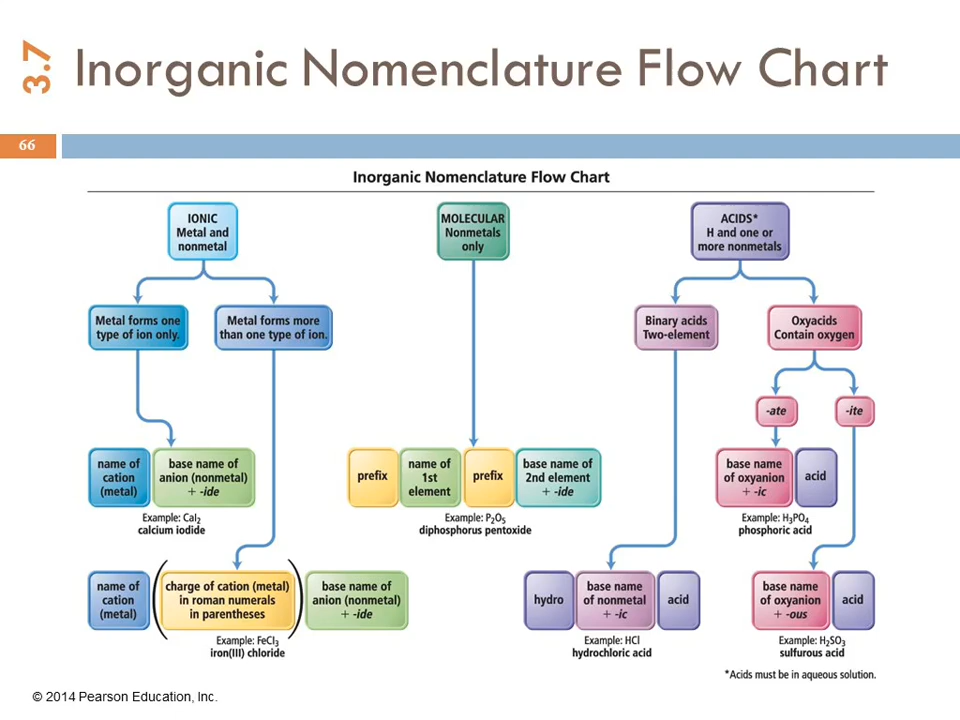 3.7
Inorganic Nomenclature Flow Chart
66
Inorganic Nomenclature Flow Chart
IONIC
Metal and
nonmetal
MOLECULAR
Nonmetals
only
ACIDS*
H and one or
more nonmetals
Metal forms one
type of ion only.
Metal forms more
than one type of ion.
Binary acids
Two-element
Oxyacids
Contain oxygen
-ate
-ite
name of
cation
(metal)
base name of
anion (nonmetal)
+ -ide
Example: CaI₂
calcium iodide
prefix
name of
1st
element
prefix
base name of
2nd element
+ -ide
Example: P₂O₅
diphosphorus pentoxide
base name
of oxyanion
+ -ic
acid
Example: H₃PO₄
phosphoric acid
name of
cation
(metal)
(charge of cation (metal)
in roman numerals
in parentheses)
base name of
anion (nonmetal)
+ -ide
Example: FeCl₃
iron(III) chloride
hydro
base name
of nonmetal
+ -ic
acid
Example: HCl
hydrochloric acid
base name
of oxyanion
+ -ous
acid
Example: H₂SO₃
sulfurous acid
*Acids must be in aqueous solution.
© 2014 Pearson Education, Inc.